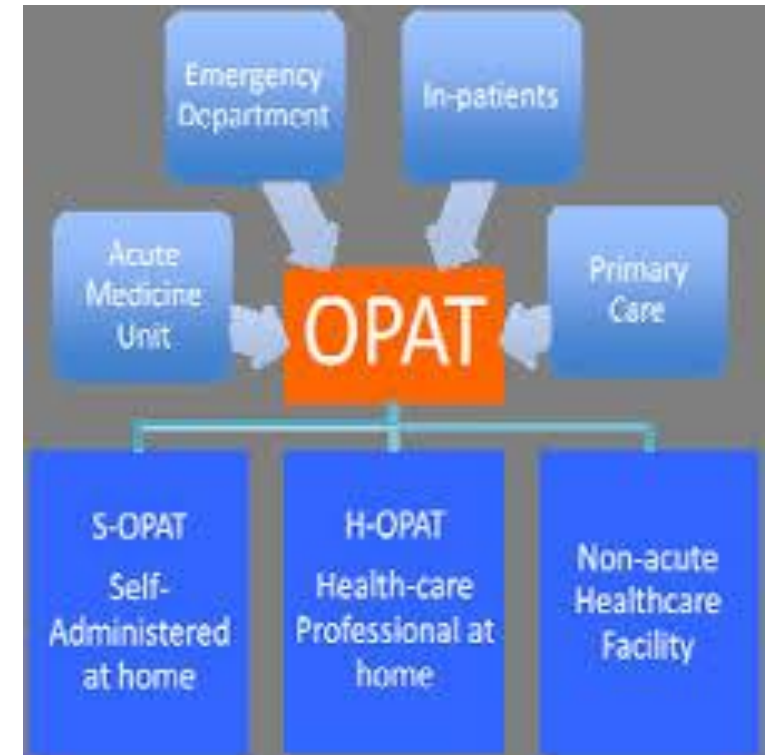 Emergency
Department
In-patients
Acute
Medicine
Unit
OPAT
Primary
Care
S-OPAT
Self-
Administered
at home
H-OPAT
Health-care
Professional at
home
Non-acute
Healthcare
Facility